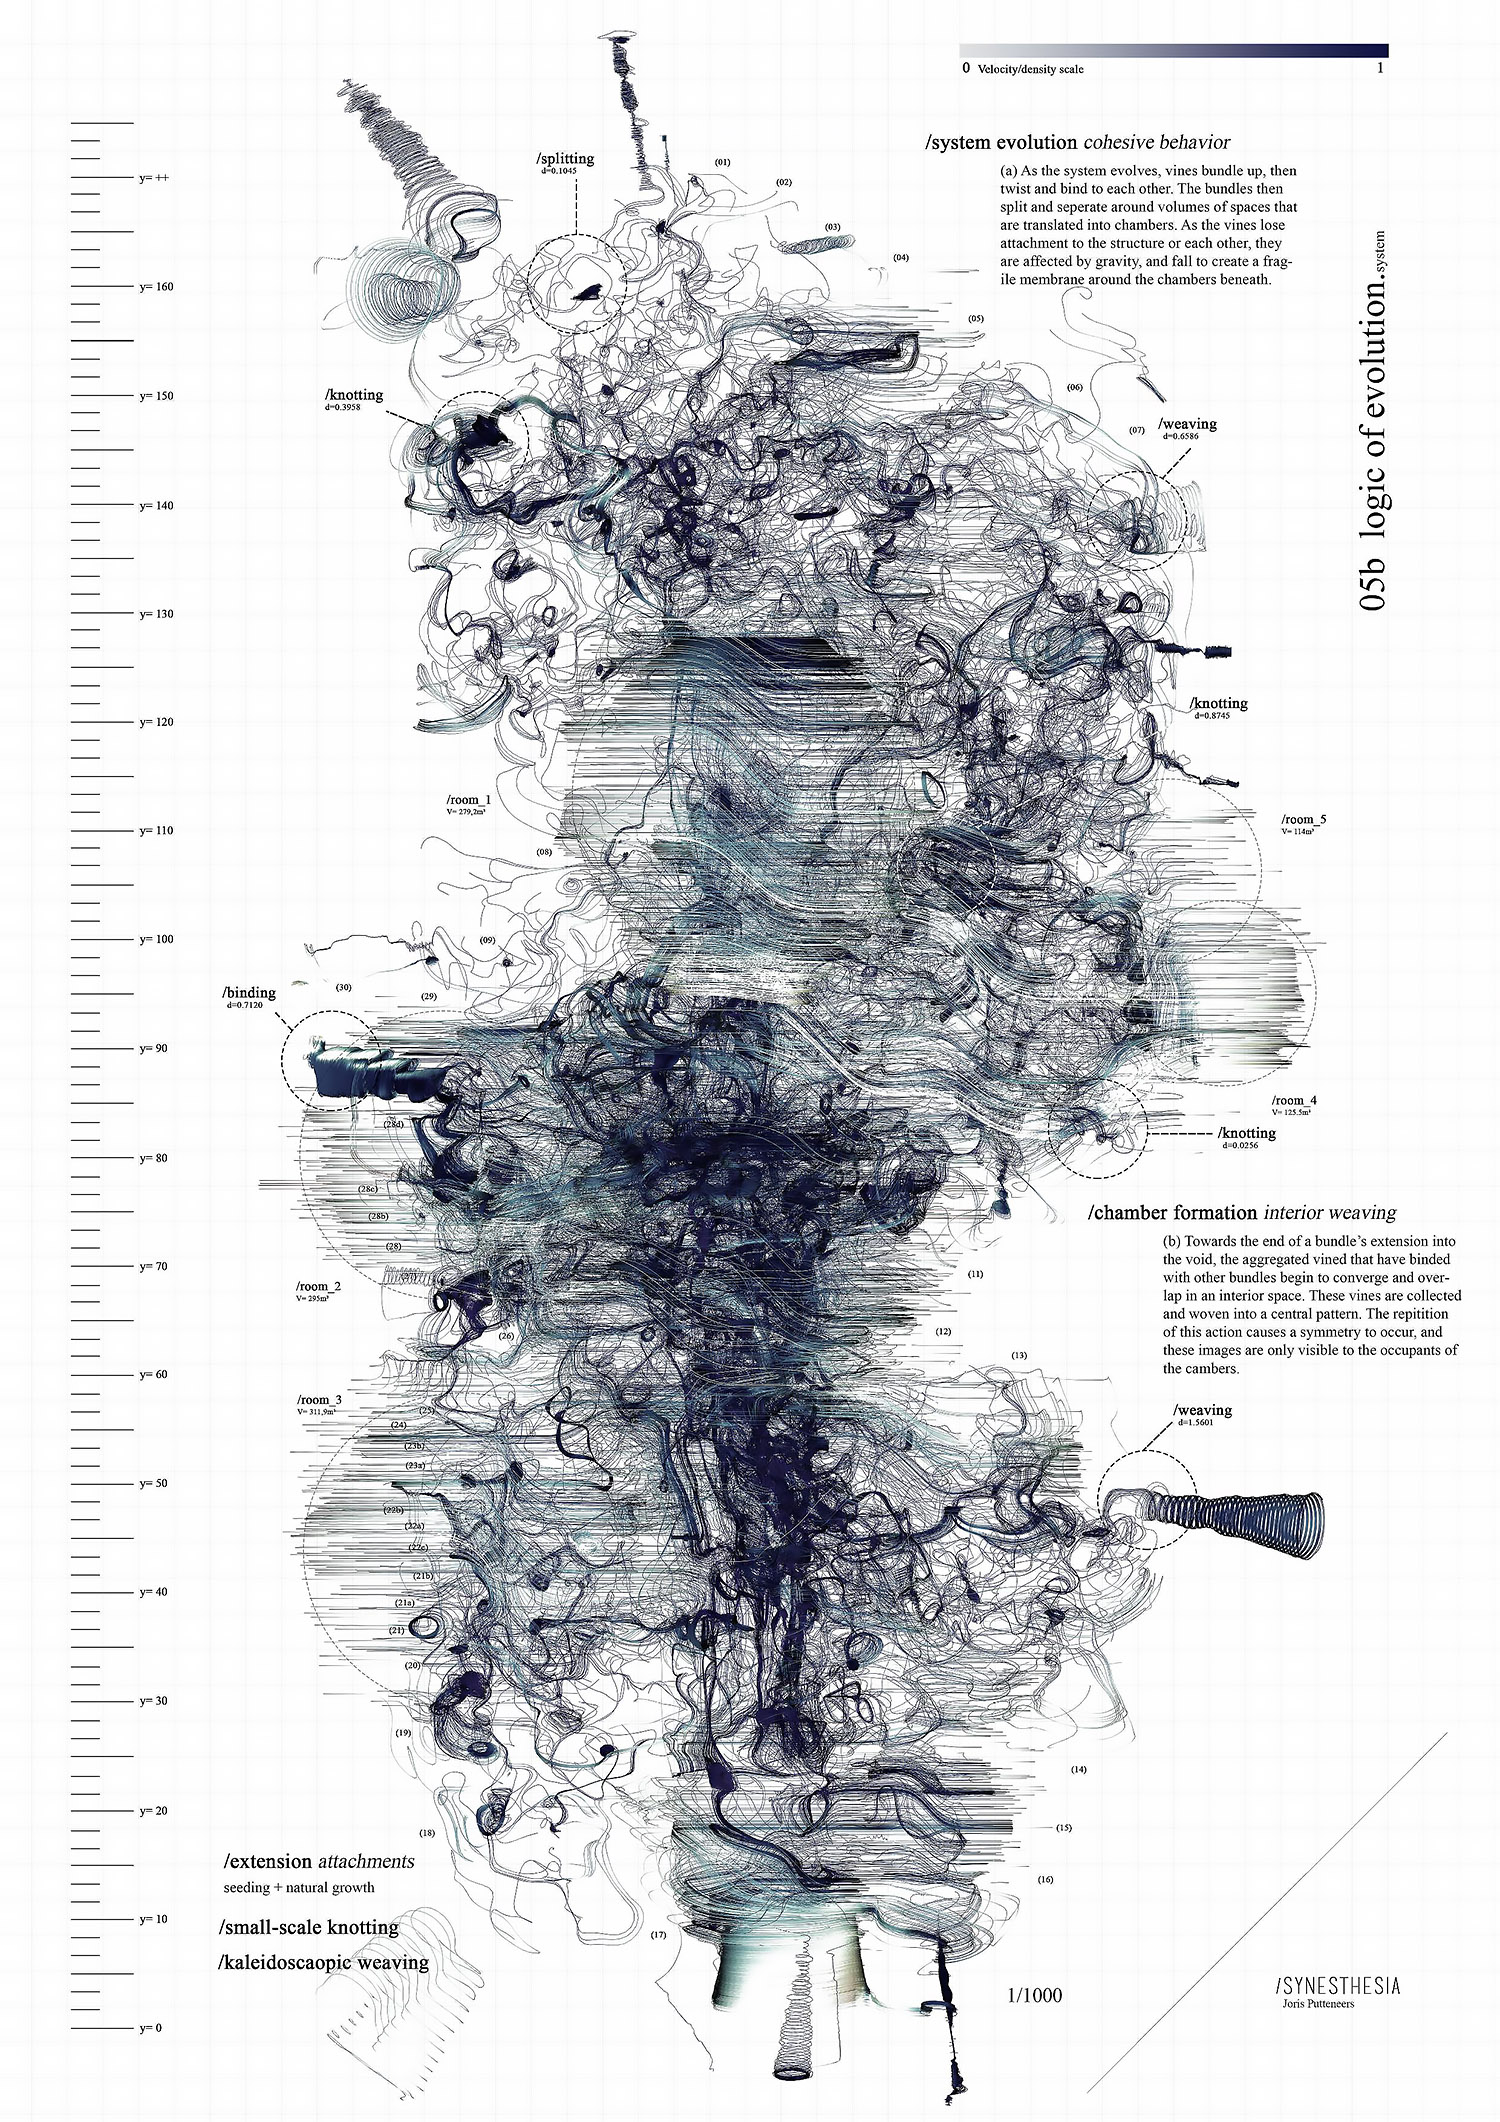 0 Velocity/density scale 1
/system evolution cohesive behavior
(a) As the system evolves, vines bundle up, then
twist and bind to each other. The bundles then
split and seperate around volumes of spaces that
are translated into chambers. As the vines lose
attachment to the structure or each other, they
are affected by gravity, and fall to create a frag-
ile membrane around the chambers beneath.
05b logic of evolution.system
/splitting
d=0.1045
(01)
(02)
(03)
(04)
(05)
(06)
(07)
/knotting
d=0.3958
/weaving
d=0.6586
/knotting
d=0.8745
/room_1
V= 279,2m³
/room_5
V= 114m³
(08)
(09)
(30)
(29)
/binding
d=0.7120
/room_4
V= 125.5m³
/knotting
d=0.0256
(28d)
(28c)
(28b)
(28)
/chamber formation interior weaving
(b) Towards the end of a bundle's extension into
the void, the aggregated vined that have binded
with other bundles begin to converge and over-
lap in an interior space. These vines are collected
and woven into a central pattern. The repitition
of this action causes a symmetry to occur, and
these images are only visible to the occupants of
the cambers.
/room_2
V= 295m³
(11)
(26)
(12)
(13)
/room_3
V= 311,9m³
(25)
(24)
(23b)
(23a)
/weaving
d=1.5601
(22b)
(22a)
(22c)
(21b)
(21a)
(21)
(20)
(19)
(14)
(15)
(18)
(16)
(17)
/extension attachments
seeding + natural growth
/small-scale knotting
/kaleidoscaopic weaving
1/1000
/SYNESTHESIA
Joris Putteneers
y= ++
y= 160
y= 150
y= 140
y= 130
y= 120
y= 110
y= 100
y= 90
y= 80
y= 70
y= 60
y= 50
y= 40
y= 30
y= 20
y= 10
y= 0